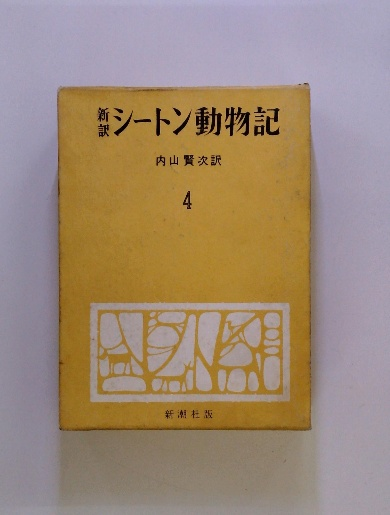 新訳 シートン動物記
内山賢次訳
4
新潮社版